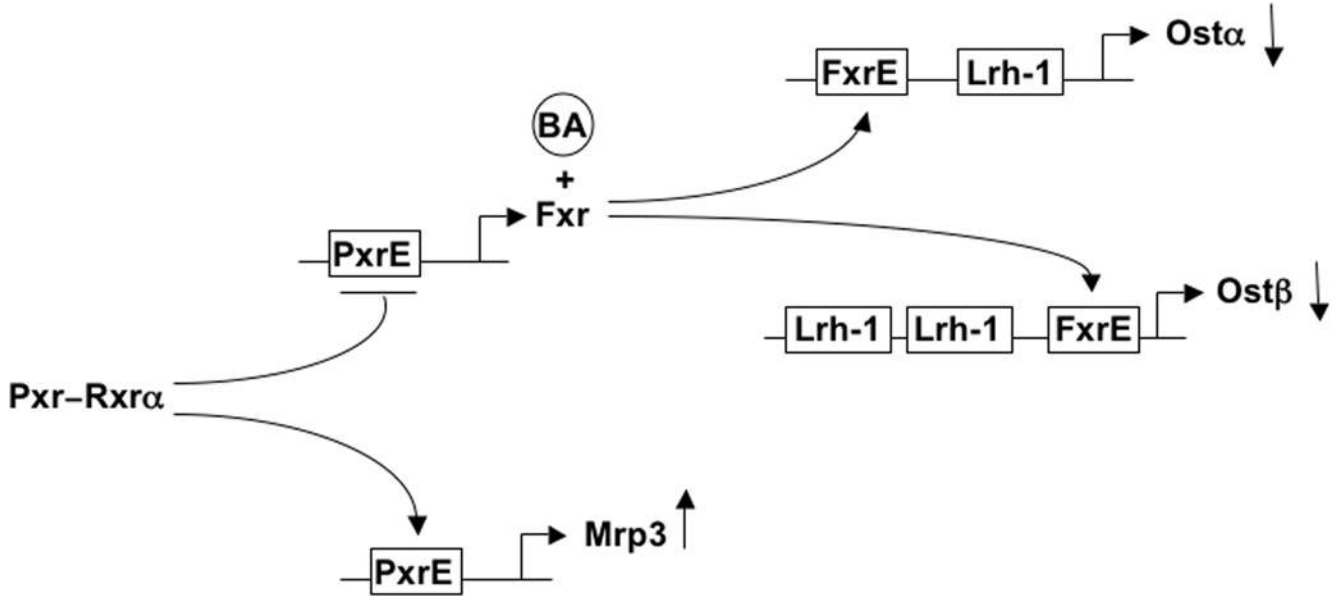 FxrE Lrh-1 Ostα
BA
+
Fxr
PxrE
Lrh-1 Lrh-1 FxrE Ostβ
Pxr–Rxrα
PxrE Mrp3